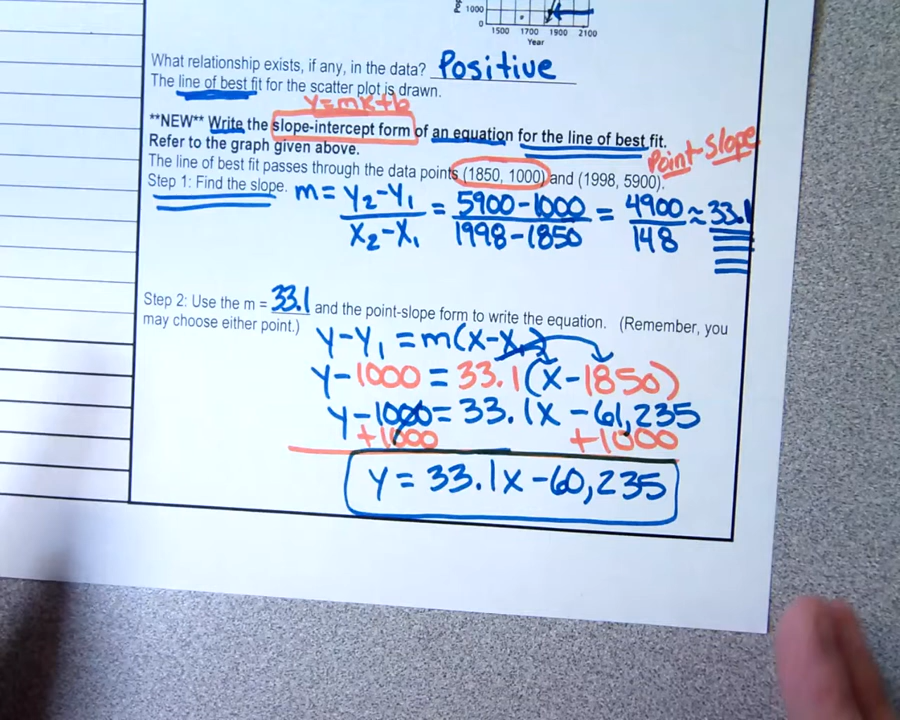 1000
0
1500 1700 1900 2100
Year
What relationship exists, if any, in the data? Positive
The line of best fit for the scatter plot is drawn.
y=mx+b
**NEW** Write the slope-intercept form of an equation for the line of best fit.
Refer to the graph given above.
Point-Slope
The line of best fit passes through the data points (1850, 1000) and (1998, 5900).
Step 1: Find the slope. m = y₂-y₁ / x₂-x₁ = 5900-1000 / 1998-1850 = 4900 / 148 ≈ 33.1
Step 2: Use the m = 33.1 and the point-slope form to write the equation. (Remember, you
may choose either point.)
y-y₁ = m(x-x₁)
y-1000 = 33.1(x-1850)
y-1000 = 33.1x -61,235
+1000 +1000
y = 33.1x -60,235